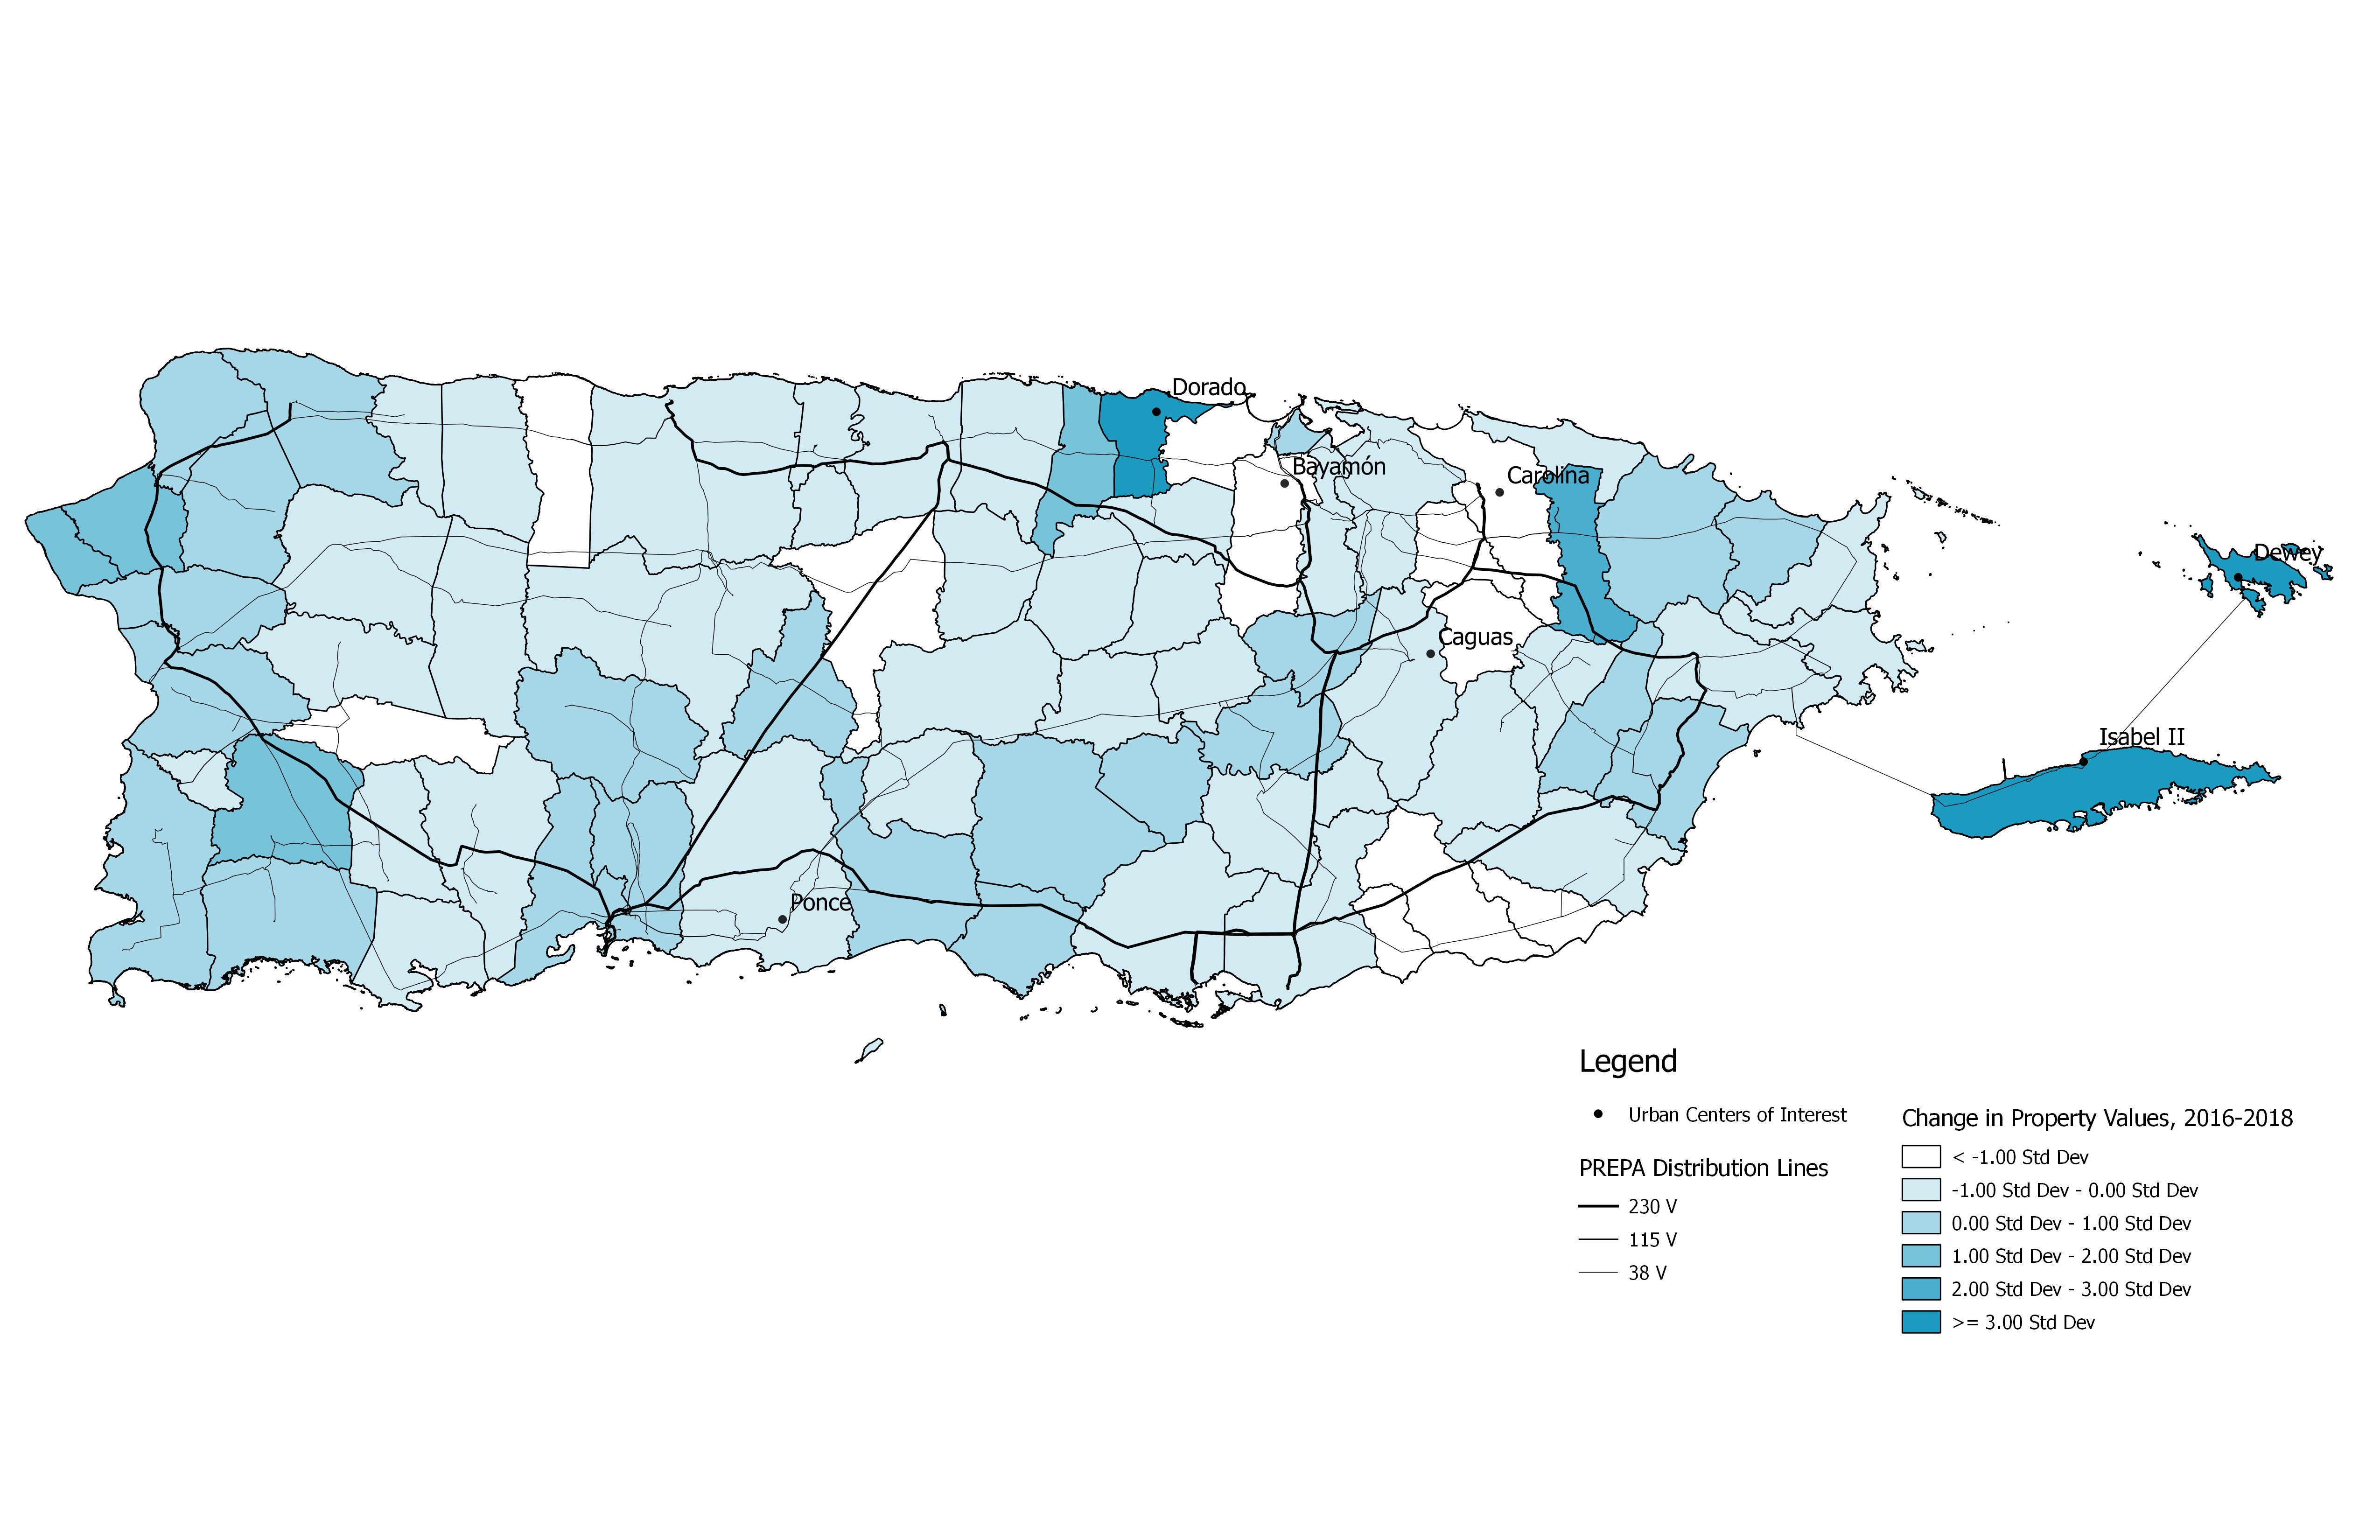 Dorado
Bayamón
Carolina
Dewey
Caguas
Isabel II
Ponce
Legend
Urban Centers of Interest
PREPA Distribution Lines
230 V
115 V
38 V
Change in Property Values, 2016-2018
< -1.00 Std Dev
-1.00 Std Dev - 0.00 Std Dev
0.00 Std Dev - 1.00 Std Dev
1.00 Std Dev - 2.00 Std Dev
2.00 Std Dev - 3.00 Std Dev
>= 3.00 Std Dev